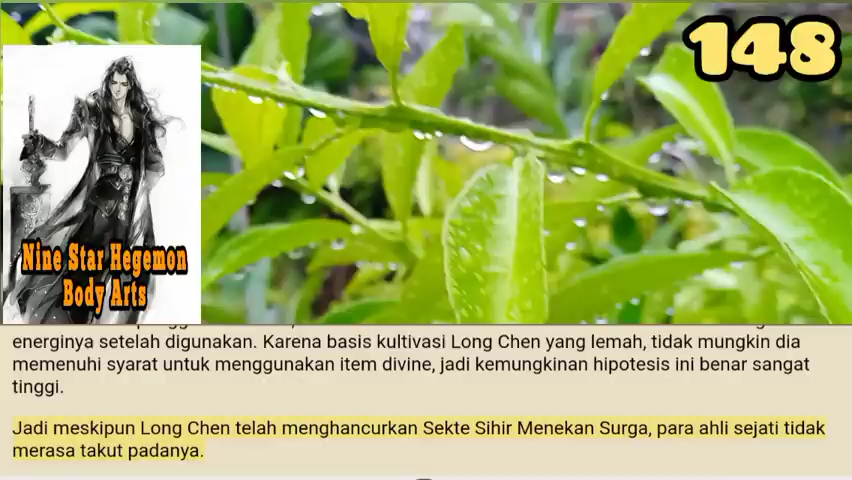 148
Nine Star Hegemon
Body Arts
energinya setelah digunakan. Karena basis kultivasi Long Chen yang lemah, tidak mungkin dia
memenuhi syarat untuk menggunakan item divine, jadi kemungkinan hipotesis ini benar sangat
tinggi.
Jadi meskipun Long Chen telah menghancurkan Sekte Sihir Menekan Surga, para ahli sejati tidak
merasa takut padanya.